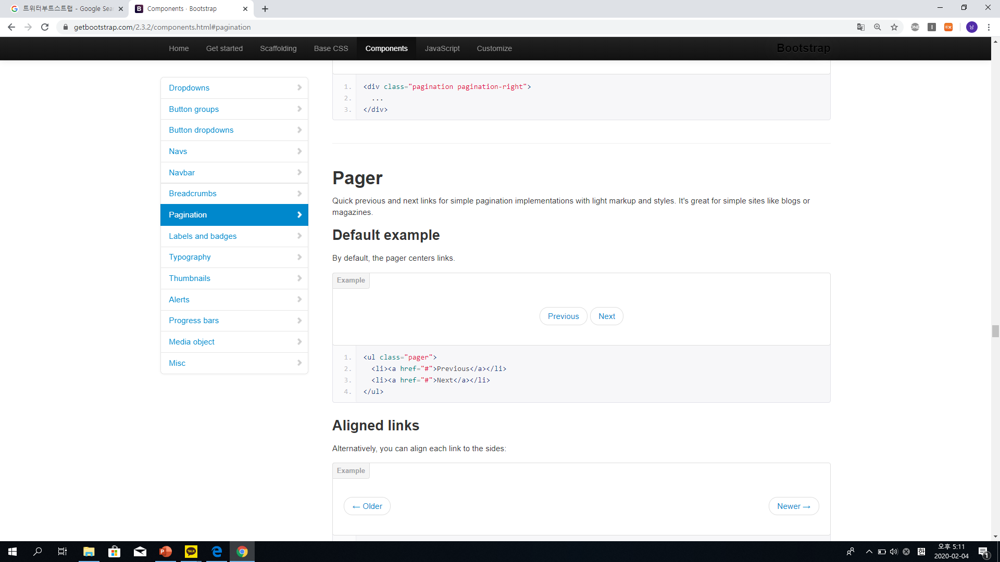 트위터부트스트랩 - Google Sea
Components · Bootstrap
getbootstrap.com/2.3.2/components.html#pagination
ONE
남
Home
Get started
Scaffolding
Base CSS
Components
JavaScript
Customize
Bootstrap
Dropdowns
Button groups
Button dropdowns
Navs
Navbar
Breadcrumbs
Pagination
Labels and badges
Typography
Thumbnails
Alerts
Progress bars
Media object
Misc
1. <div class="pagination pagination-right">
2. ...
3. </div>
Pager
Quick previous and next links for simple pagination implementations with light markup and styles. It's great for simple sites like blogs or
magazines.
Default example
By default, the pager centers links.
Example
Previous
Next
1. <ul class="pager">
2. <li><a href="#">Previous</a></li>
3. <li><a href="#">Next</a></li>
4. </ul>
Aligned links
Alternatively, you can align each link to the sides:
Example
← Older
Newer →
TALK
한
오후 5:11
2020-02-04
1